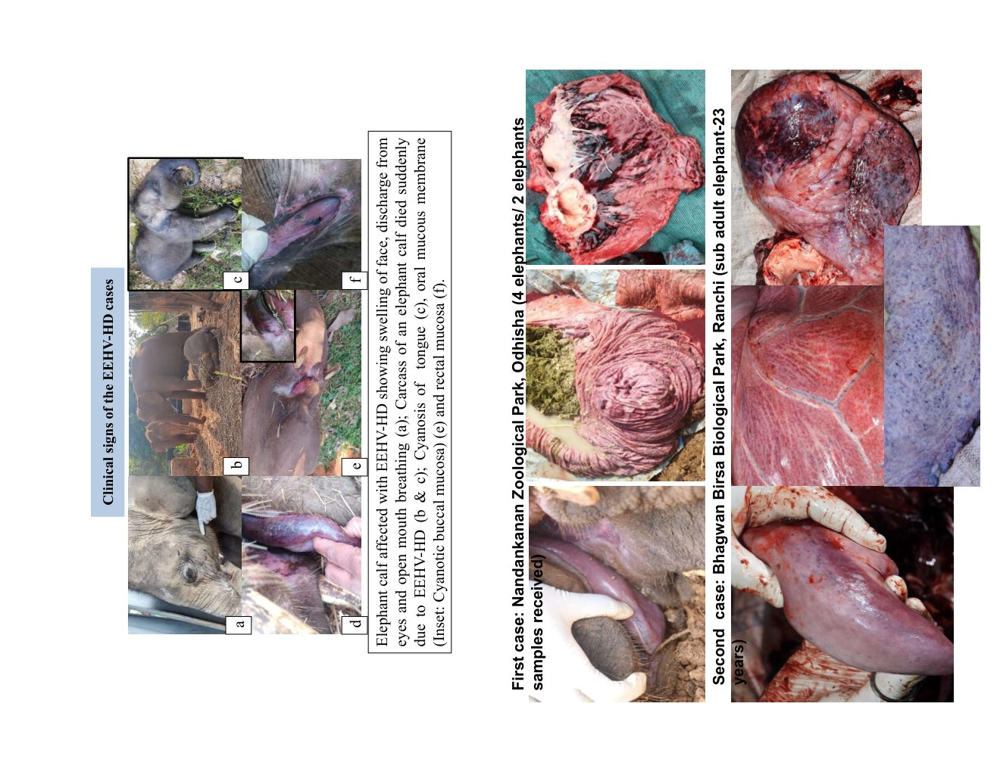 Clinical signs of the EEHV-HD cases
a
b
c
d
e
f
Elephant calf affected with EEHV-HD showing swelling of face, discharge from
eyes and open mouth breathing (a); Carcass of an elephant calf died suddenly
due to EEHV-HD (b & c); Cyanosis of tongue (c), oral mucous membrane
(Inset: Cyanotic buccal mucosa) (e) and rectal mucosa (f).
First case: Nandankanan Zoological Park, Odhisha (4 elephants/ 2 elephants
samples received)
Second case: Bhagwan Birsa Biological Park, Ranchi (sub adult elephant-23
years)